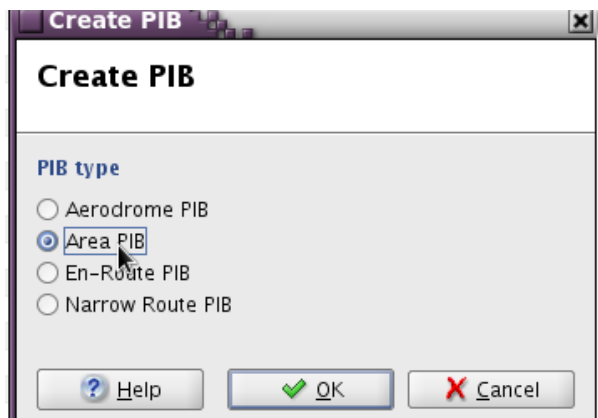 Create PIB
Create PIB
PIB type
Aerodrome PIB
Area PIB
En-Route PIB
Narrow Route PIB
Help OK Cancel